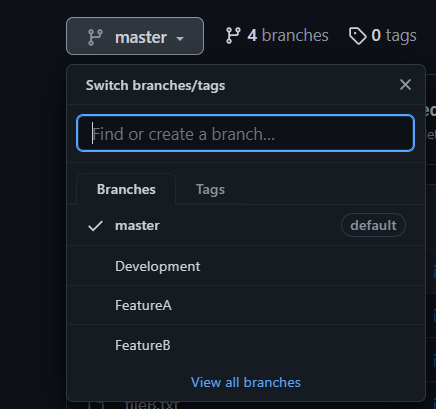 master
4 branches
0 tags
Switch branches/tags
Find or create a branch...
Branches
Tags
master
default
Development
FeatureA
FeatureB
View all branches
fileB.txt